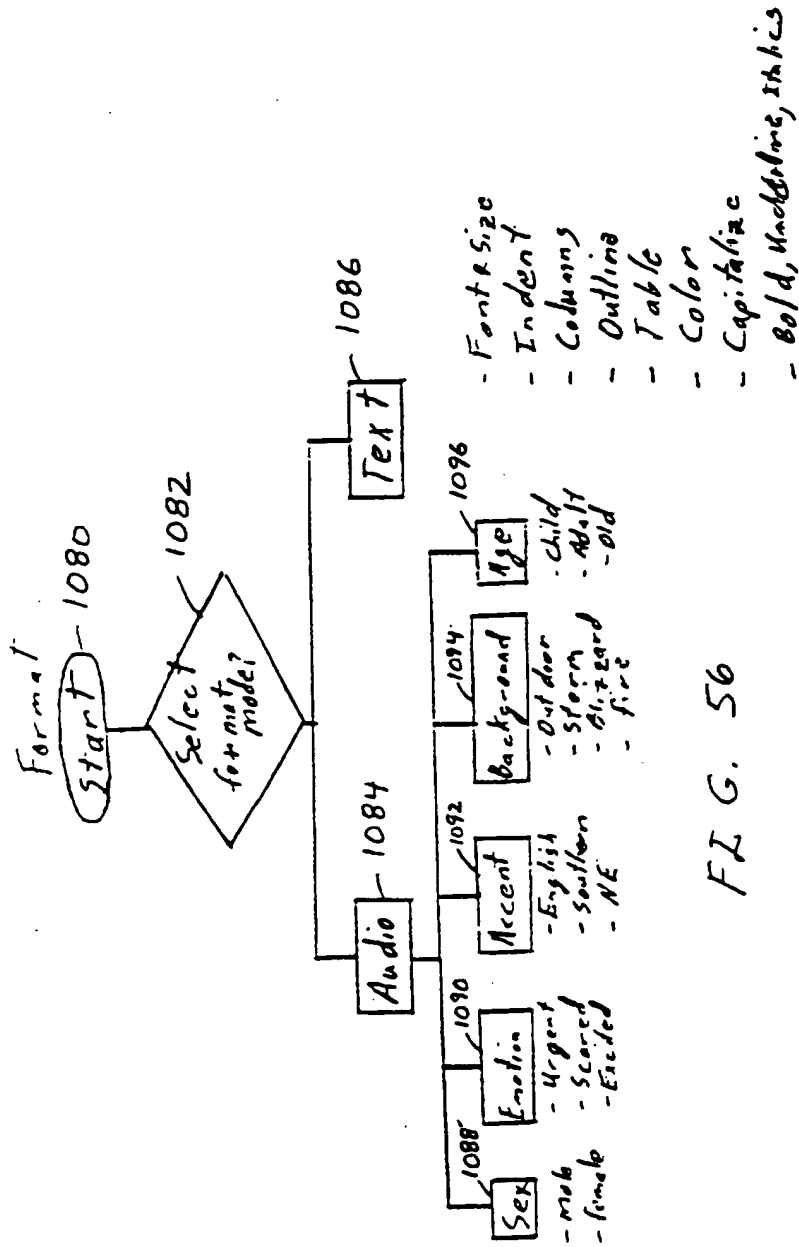 Format
Start
1080
Select
format
model?
1082
Audio
1084
Text
1086
Sex
1088
- male
- female
Emotion
1090
- Urgent
- Scared
- Excited
Accent
1092
- English
- Southern
- NE
Background
1094
- Outdoor
- Storm
- Blizzard
- fire
Age
1096
- Child
- Adult
- Old
- Font & Size
- Indent
- Columns
- Outline
- Table
- Color
- Capitalize
- Bold, Underline, Italics
FIG. 56